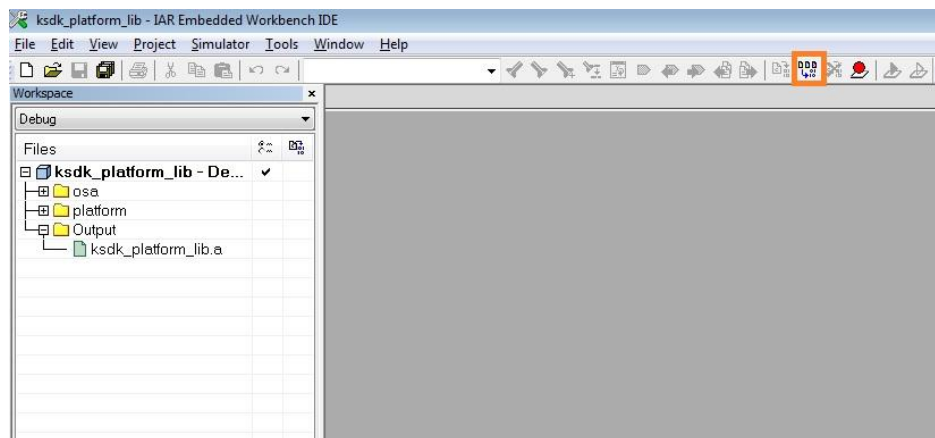 ksdk_platform_lib - IAR Embedded Workbench IDE
File Edit View Project Simulator Tools Window Help
Workspace
Debug
Files
ksdk_platform_lib - De...
osa
platform
Output
ksdk_platform_lib.a